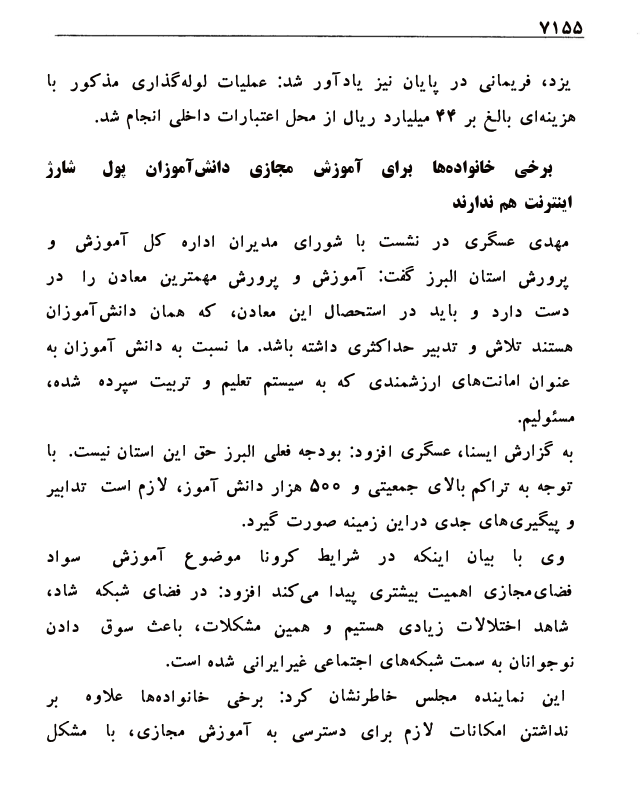 ۷۱۵۵
یزد، فریمانی در پایان نیز یادآور شد: عملیات لوله‌گذاری مذکور با
هزینه‌ای بالغ بر ۴۴ میلیارد ریال از محل اعتبارات داخلی انجام شد.
برخی خانواده‌ها برای آموزش مجازی دانش‌آموزان پول شارژ
اینترنت هم ندارند
مهدی عسگری در نشست با شورای مدیران اداره کل آموزش و
پرورش استان البرز گفت: آموزش و پرورش مهمترین معادن را در
دست دارد و باید در استحصال این معادن، که همان دانش‌آموزان
هستند تلاش و تدبیر حداکثری داشته باشد. ما نسبت به دانش آموزان به
عنوان امانت‌های ارزشمندی که به سیستم تعلیم و تربیت سپرده شده،
مسئولیم.
به گزارش ایسنا، عسگری افزود: بودجه فعلی البرز حق این استان نیست. با
توجه به تراکم بالای جمعیتی و ۵۰۰ هزار دانش آموز، لازم است تدابیر
و پیگیری‌های جدی دراین زمینه صورت گیرد.
وی با بیان اینکه در شرایط کرونا موضوع آموزش سواد
فضای‌مجازی اهمیت بیشتری پیدا می‌کند افزود: در فضای شبکه شاد،
شاهد اختلالات زیادی هستیم و همین مشکلات، باعث سوق دادن
نوجوانان به سمت شبکه‌های اجتماعی غیرایرانی شده است.
این نماینده مجلس خاطرنشان کرد: برخی خانواده‌ها علاوه بر
نداشتن امکانات لازم برای دسترسی به آموزش مجازی، با مشکل